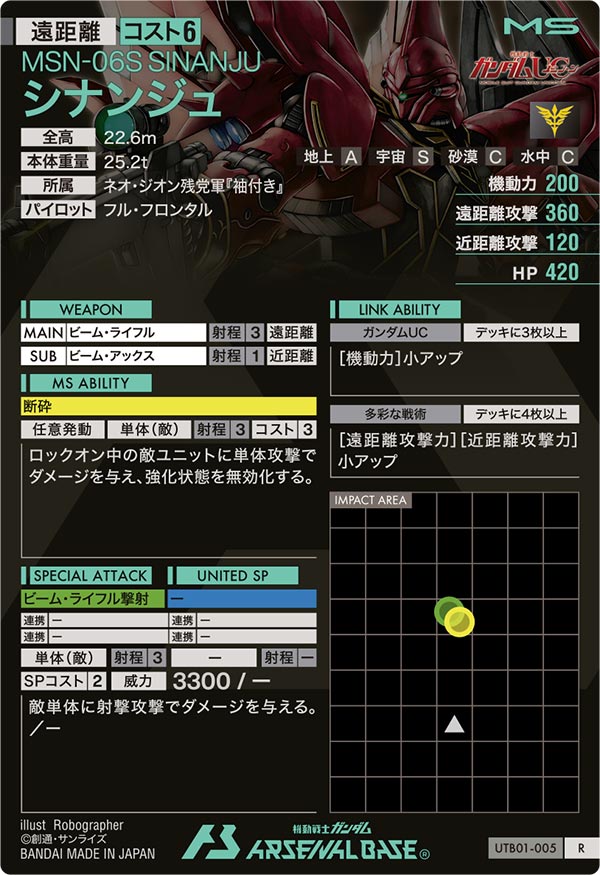 遠距離 コスト6
MS
MSN-06S SINANJU
シナンジュ
機動戦士
ガンダムUC
全高 22.6m
本体重量 25.2t
所属 ネオ・ジオン残党軍『袖付き』
パイロット フル・フロンタル
地上 A 宇宙 S 砂漠 C 水中 C
機動力 200
遠距離攻撃 360
近距離攻撃 120
HP 420
WEAPON
MAIN ビーム・ライフル 射程 3 遠距離
SUB ビーム・アックス 射程 1 近距離
MS ABILITY
断砕
任意発動 単体(敵) 射程 3 コスト 3
ロックオン中の敵ユニットに単体攻撃で
ダメージを与え、強化状態を無効化する。
LINK ABILITY
ガンダムUC デッキに3枚以上
[機動力]小アップ
多彩な戦術 デッキに4枚以上
[遠距離攻撃力][近距離攻撃力]
小アップ
SPECIAL ATTACK UNITED SP
ビーム・ライフル撃射 ー
連携 ー 連携 ー
連携 ー 連携 ー
単体(敵) 射程 3 ー 射程 ー
SPコスト 2 威力 3300 / ー
敵単体に射撃攻撃でダメージを与える。
/ー
IMPACT AREA
illust Robographer
©創通・サンライズ
BANDAI MADE IN JAPAN
機動戦士ガンダム
ARSENAL BASE®
UTB01-005 R